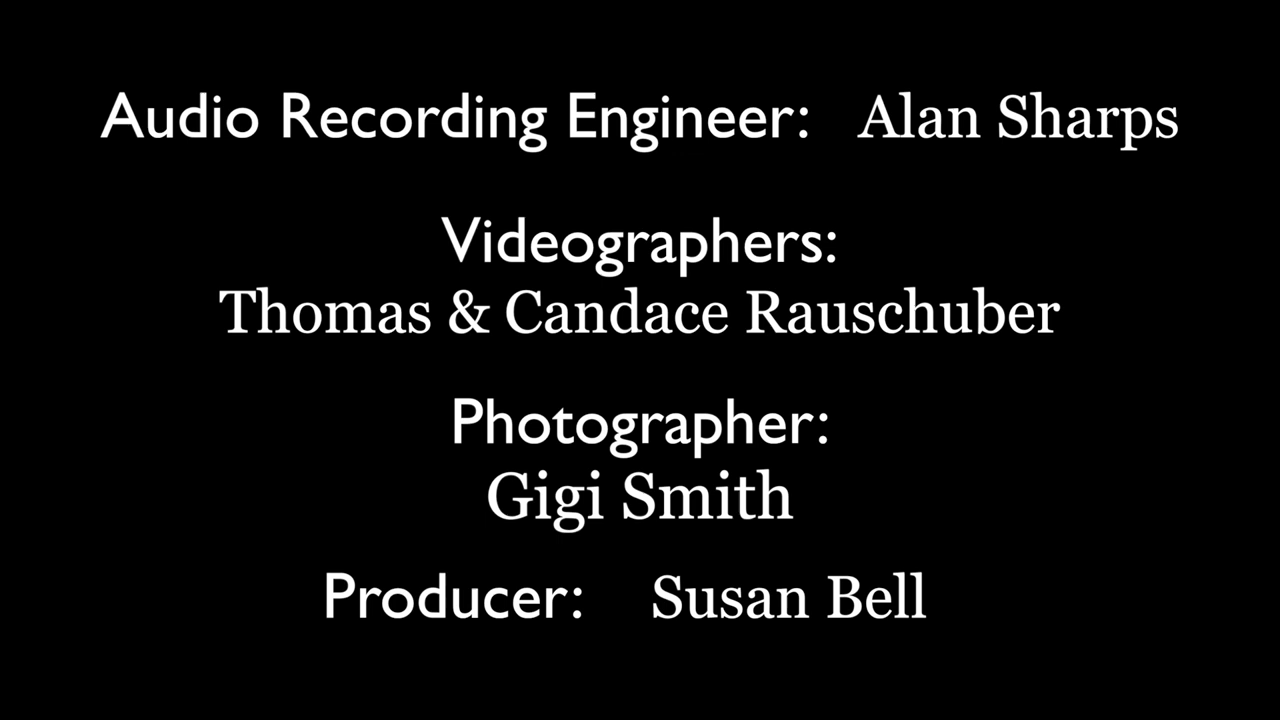 Audio Recording Engineer: Alan Sharps
Videographers:
Thomas & Candace Rauschuber
Photographer:
Gigi Smith
Producer: Susan Bell